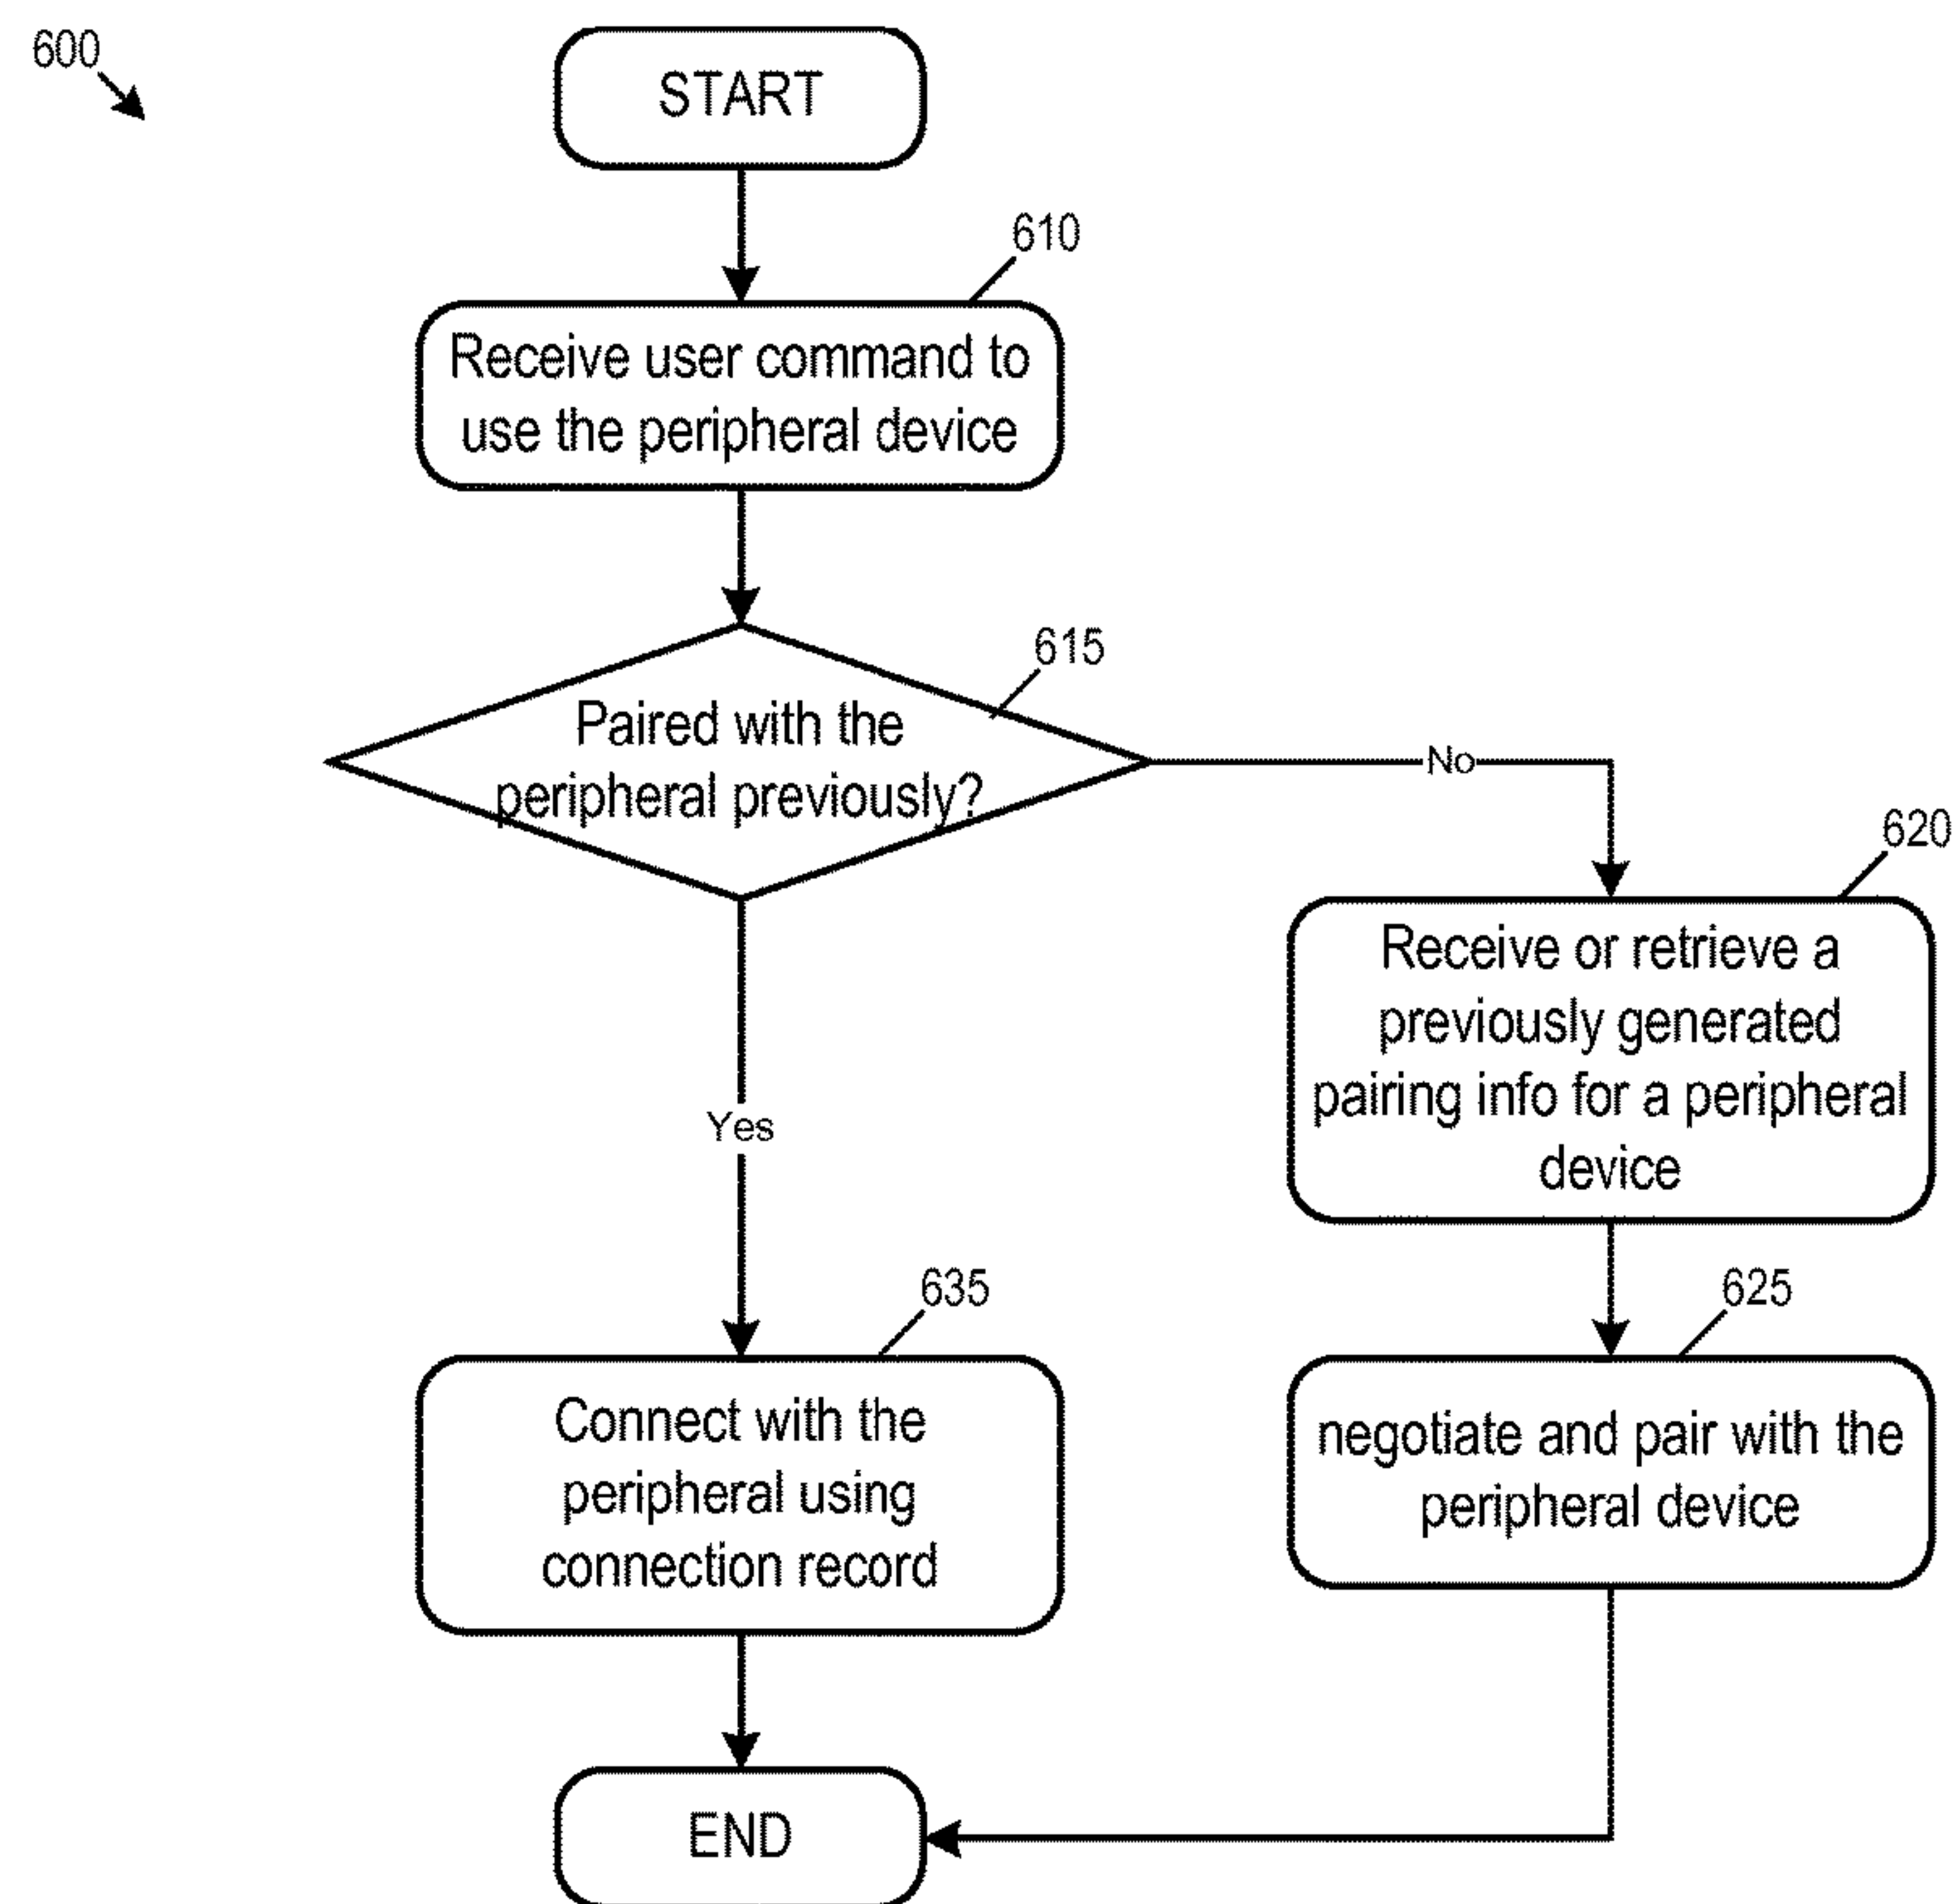 600
START
610
Receive user command to
use the peripheral device
615
Paired with the
peripheral previously?
No
620
Receive or retrieve a
previously generated
pairing info for a peripheral
device
Yes
635
Connect with the
peripheral using
connection record
625
negotiate and pair with the
peripheral device
END